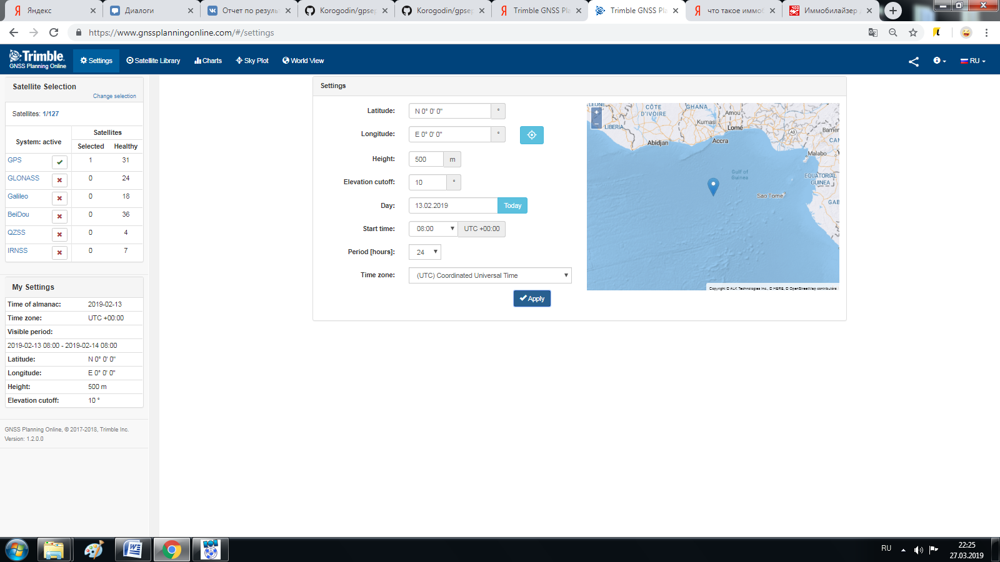 Яндекс
Диалоги
Отчет по резуль
Korogodin/gpsep
Korogodin/gpsep
Trimble GNSS Pla
Trimble GNSS Pl
что такое иммоб
Иммобилайзер
https://www.gnssplanningonline.com/#/settings
Trimble
GNSS Planning Online
Settings
Satellite Library
Charts
Sky Plot
World View
RU
Satellite Selection
Change selection
Satellites: 1/127
System: active
Satellites
Selected
Healthy
GPS 1 31
GLONASS 0 24
Galileo 0 18
BeiDou 0 36
QZSS 0 4
IRNSS 0 7
My Settings
Time of almanac: 2019-02-13
Time zone: UTC +00:00
Visible period:
2019-02-13 08:00 - 2019-02-14 08:00
Latitude: N 0° 0' 0"
Longitude: E 0° 0' 0"
Height: 500 m
Elevation cutoff: 10 °
GNSS Planning Online, © 2017-2018, Trimble Inc.
Version: 1.2.0.0
Settings
Latitude: N 0° 0' 0" °
Longitude: E 0° 0' 0" °
Height: 500 m
Elevation cutoff: 10 °
Day: 13.02.2019 Today
Start time: 08:00 UTC +00:00
Period [hours]: 24
Time zone: (UTC) Coordinated Universal Time
Apply
LEONE
CÔTE
D'IVOIRE
GHANA
Amou
Kumasi
LIBERIA
Lomé
Abidjan
Accra
A3
Bamen
CA
Malabo
Y
Gulf of
Guinea
EQUATORIAL
GUINEA
Sao Tome
GAB
Copyright © ALK Technologies Inc., © HERE, © OpenStreetMap contributors
RU
22:25
27.03.2019